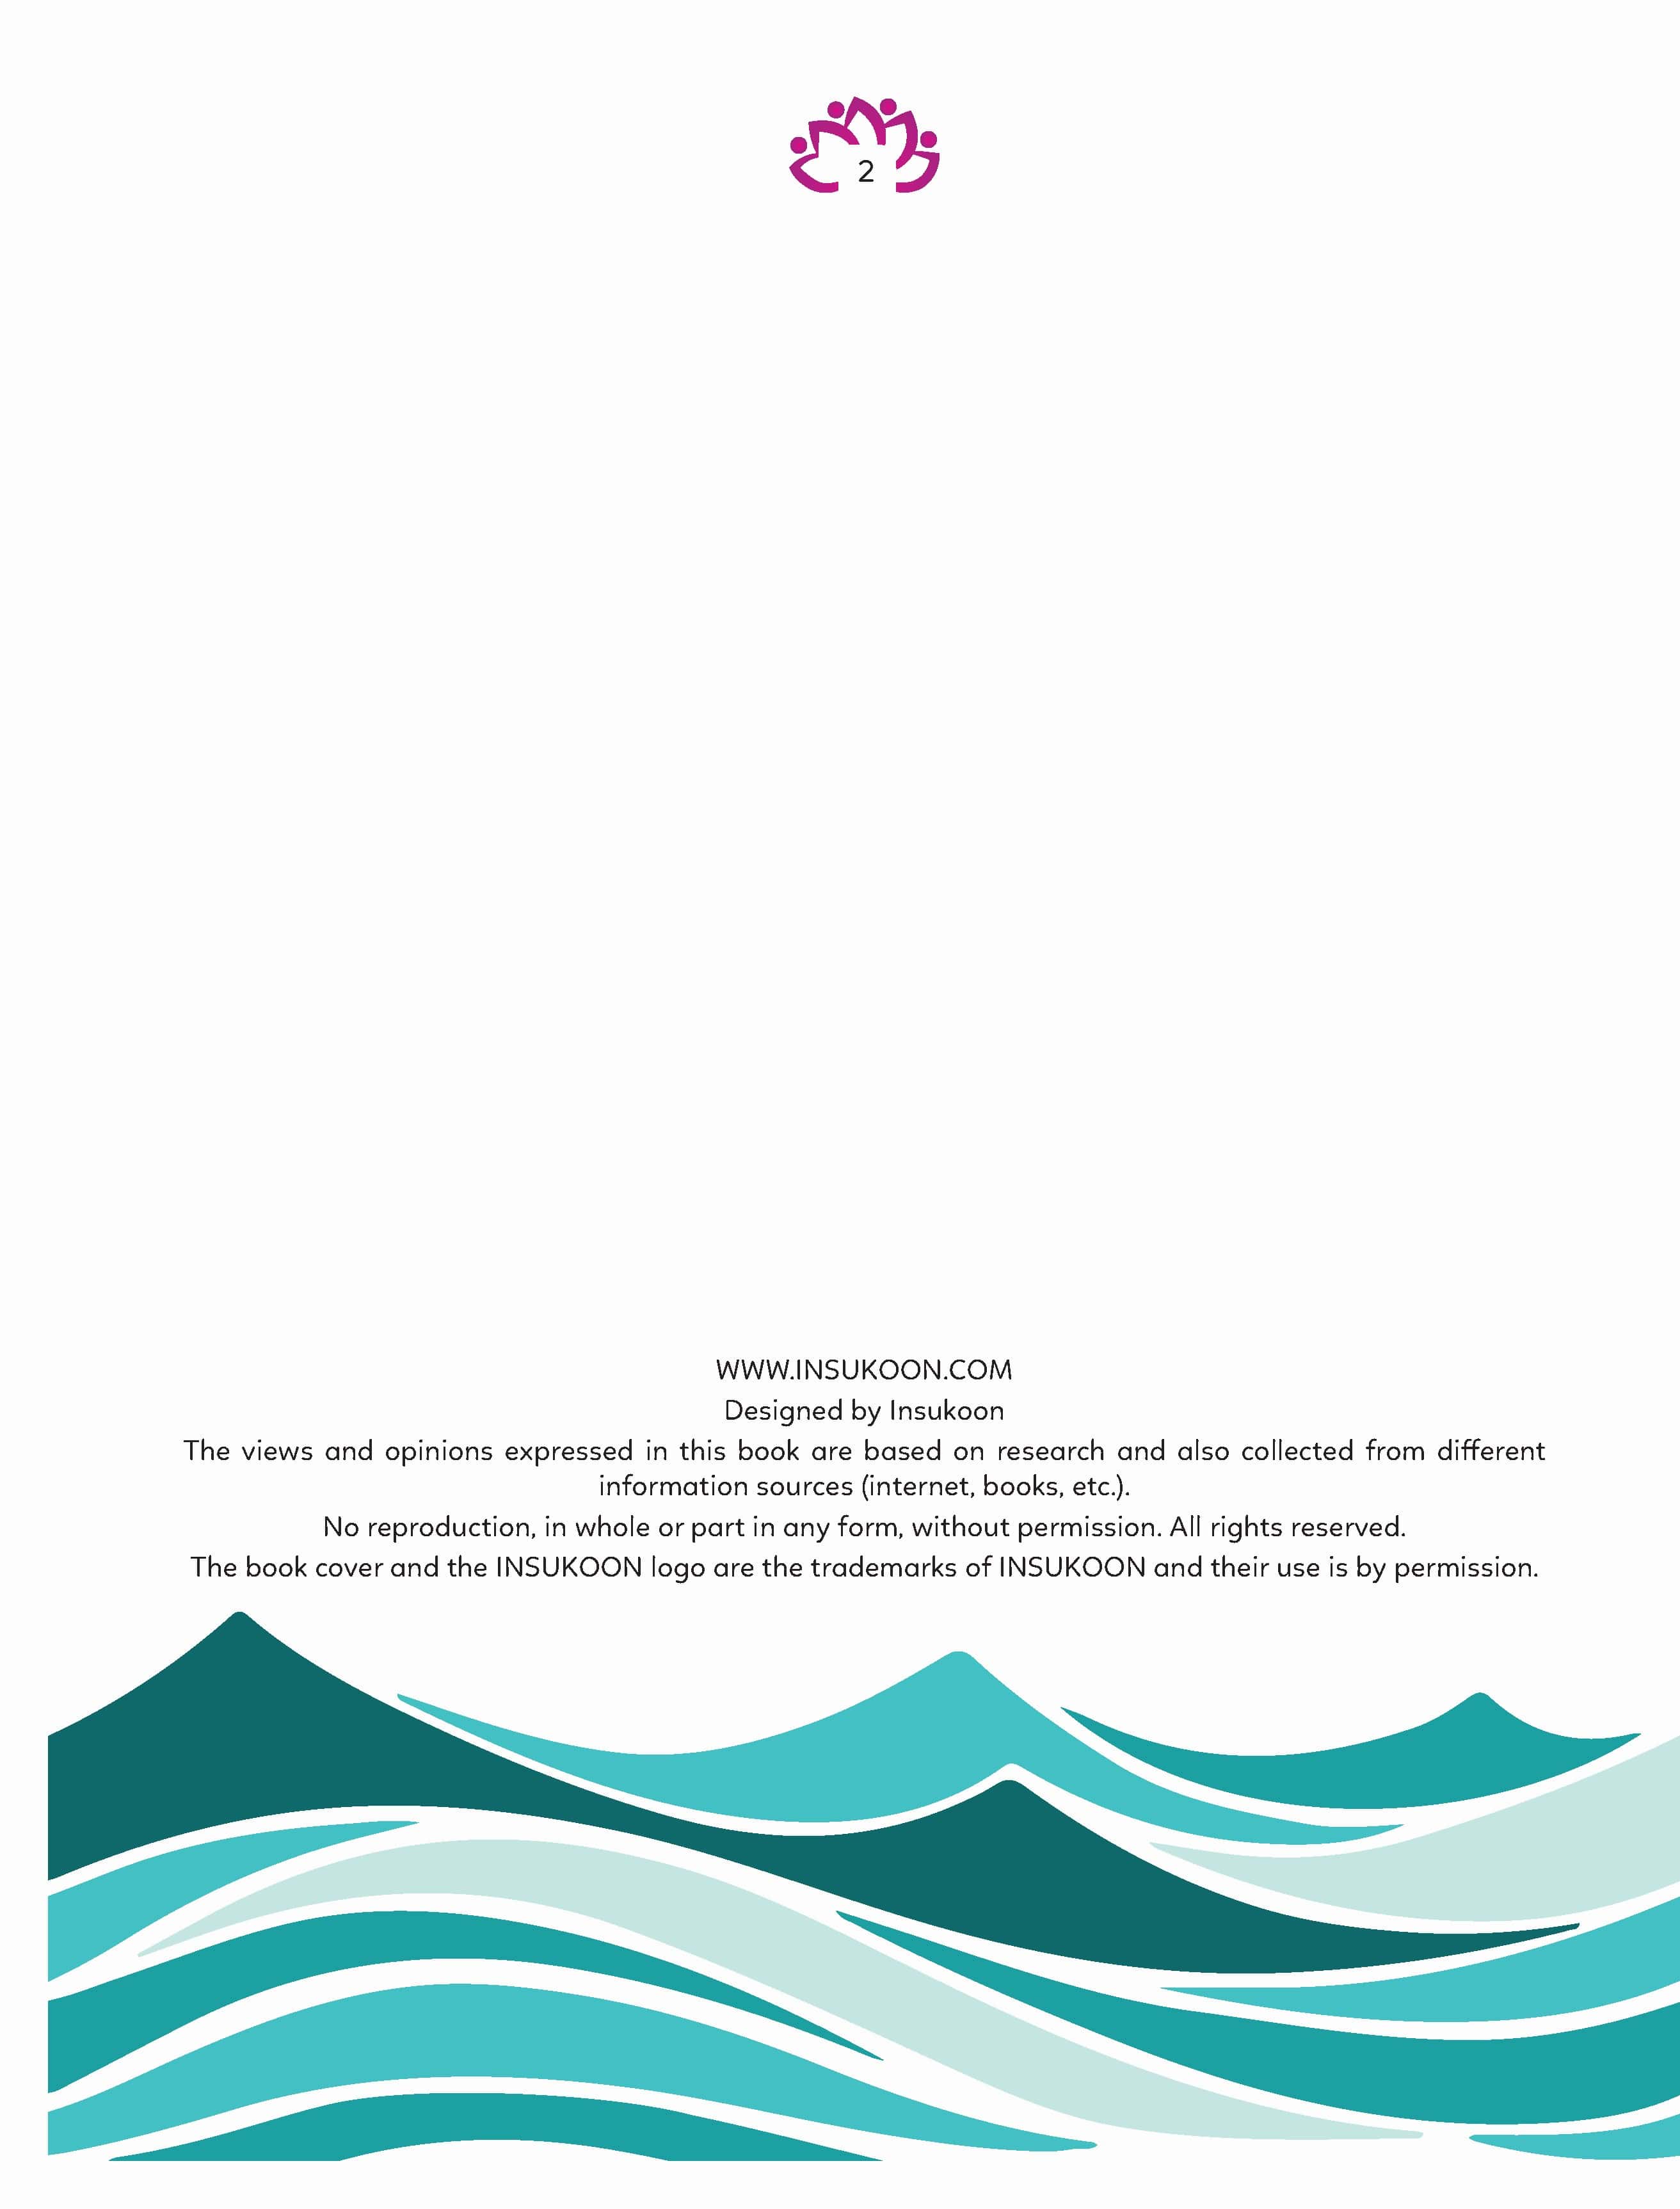 2
WWW.INSUKOON.COM
Designed by Insukoon
The views and opinions expressed in this book are based on research and also collected from different
information sources (internet, books, etc.).
No reproduction, in whole or part in any form, without permission. All rights reserved.
The book cover and the INSUKOON logo are the trademarks of INSUKOON and their use is by permission.